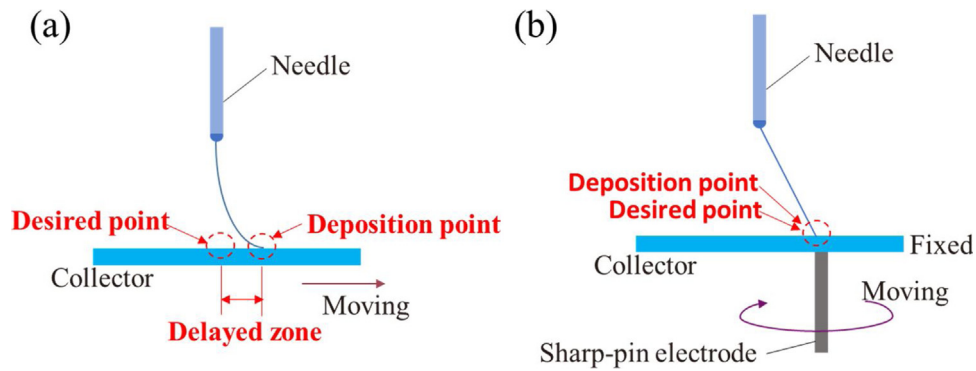 (a)
Needle
Desired point
Deposition point
Collector
Moving
Delayed zone
(b)
Needle
Deposition point
Desired point
Fixed
Collector
Moving
Sharp-pin electrode